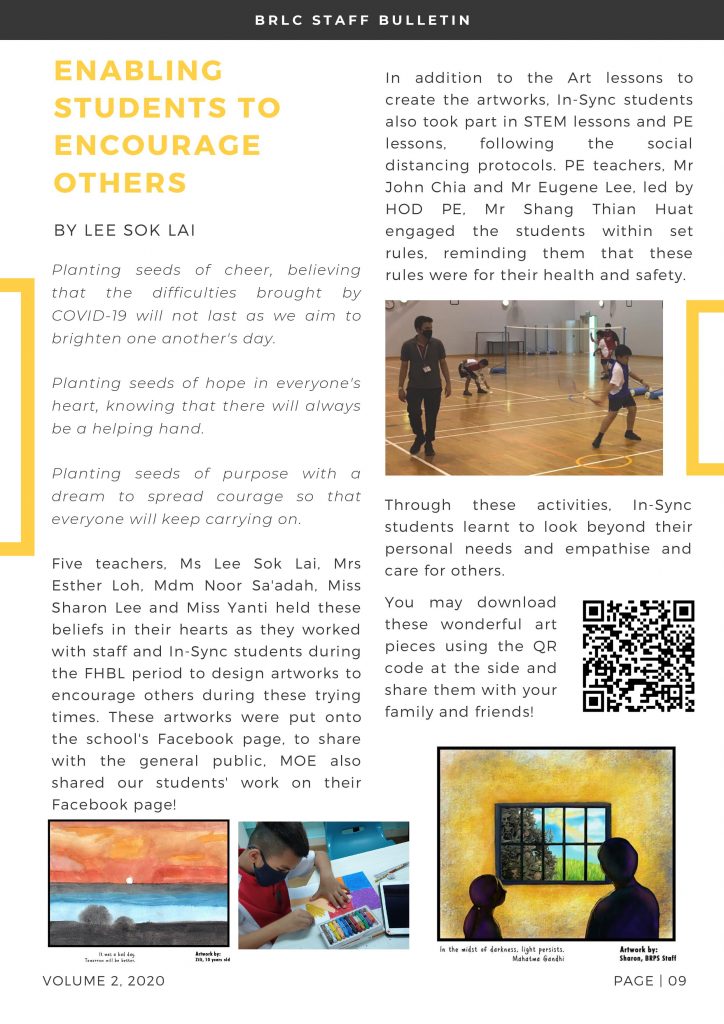 BRLC STAFF BULLETIN
ENABLING
STUDENTS TO
ENCOURAGE
OTHERS
BY LEE SOK LAI
Planting seeds of cheer, believing
that the difficulties brought by
COVID-19 will not last as we aim to
brighten one another's day.
Planting seeds of hope in everyone's
heart, knowing that there will always
be a helping hand.
Planting seeds of purpose with a
dream to spread courage so that
everyone will keep carrying on.
Five teachers, Ms Lee Sok Lai, Mrs
Esther Loh, Mdm Noor Sa'adah, Miss
Sharon Lee and Miss Yanti held these
beliefs in their hearts as they worked
with staff and In-Sync students during
the FHBL period to design artworks to
encourage others during these trying
times. These artworks were put onto
the school's Facebook page, to share
with the general public, MOE also
shared our students' work on their
Facebook page!
It was a bad day.
Tomorrow will be better.
Artwork by:
Ziti, 10 years old
In addition to the Art lessons to
create the artworks, In-Sync students
also took part in STEM lessons and PE
lessons, following the social
distancing protocols. PE teachers, Mr
John Chia and Mr Eugene Lee, led by
HOD PE, Mr Shang Thian Huat
engaged the students within set
rules, reminding them that these
rules were for their health and safety.
Through these activities, In-Sync
students learnt to look beyond their
personal needs and empathise and
care for others.
You may download
these wonderful art
pieces using the QR
code at the side and
share them with your
family and friends!
In the midst of darkness, light persists.
Mahatma Gandhi
Artwork by:
Sharon, BRPS Staff
VOLUME 2, 2020
PAGE | 09